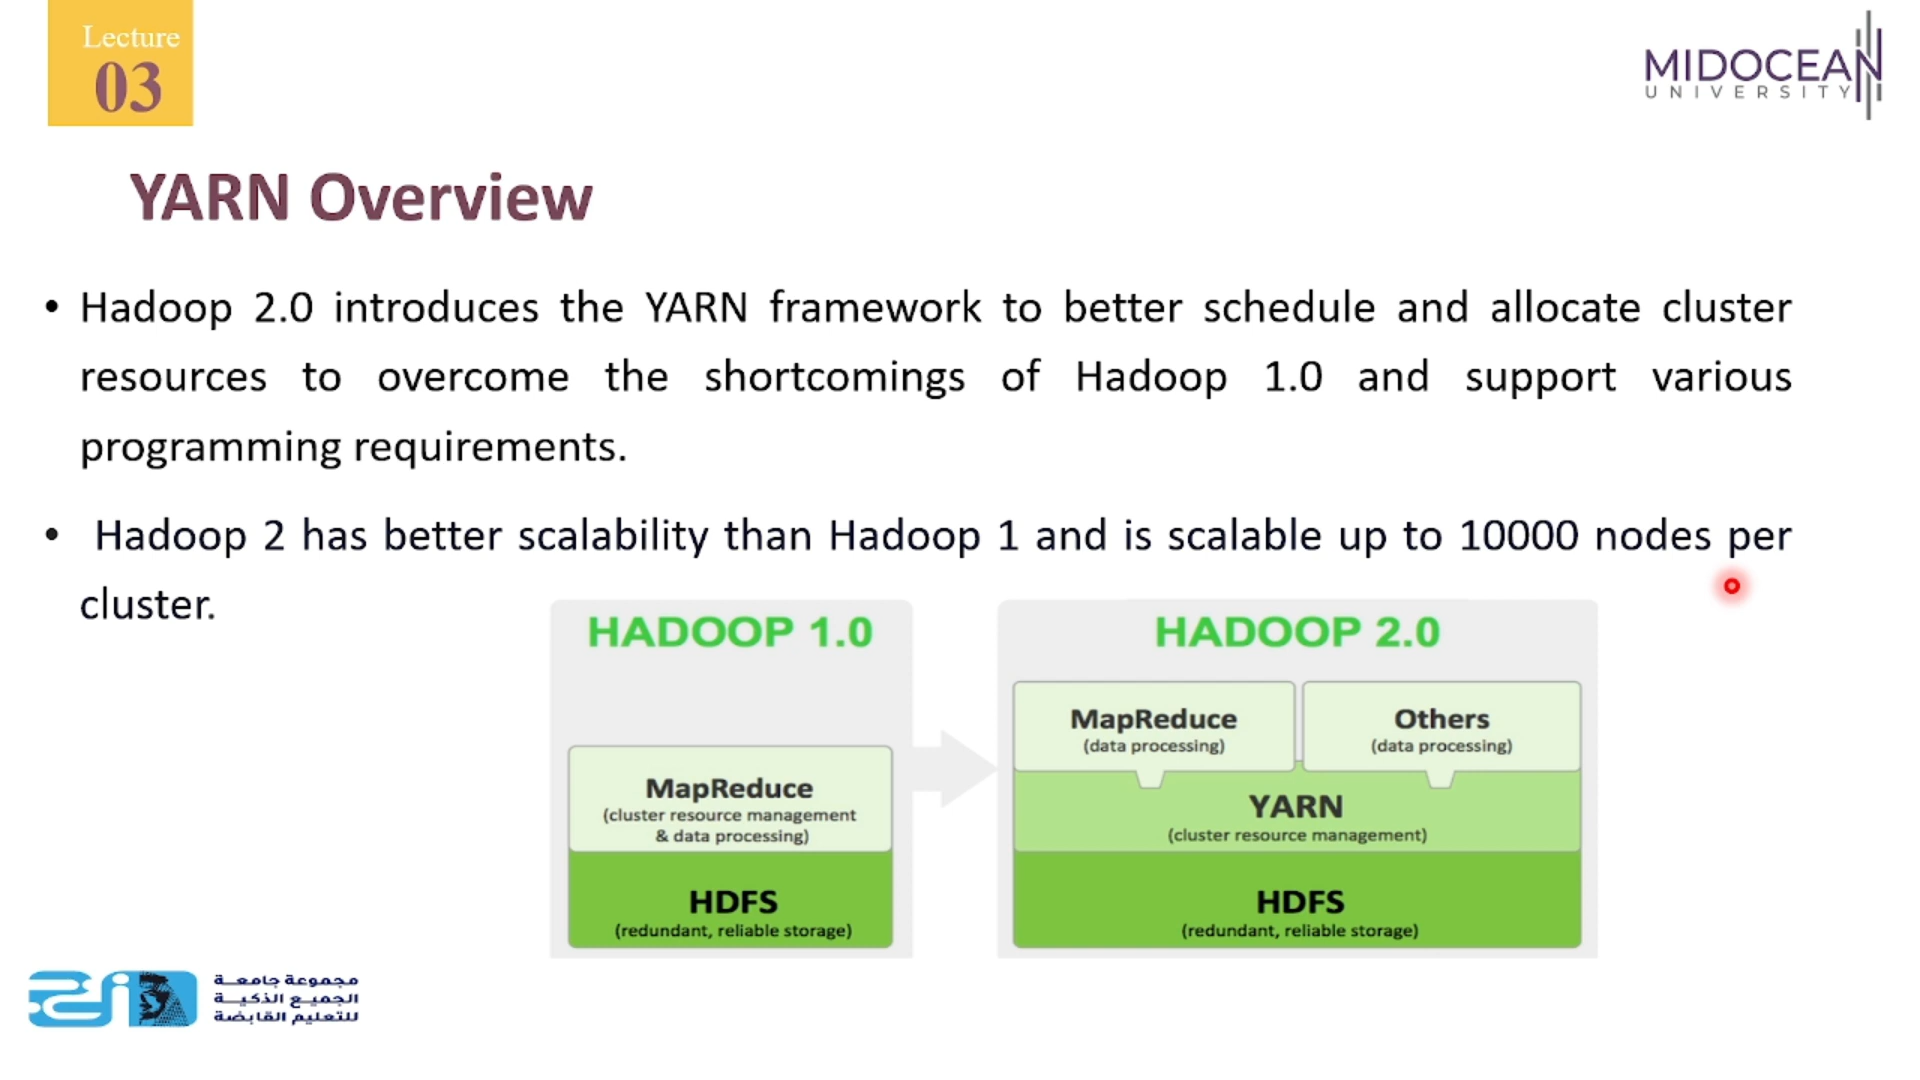 Lecture
03
MIDOCEAN
UNIVERSITY
YARN Overview
• Hadoop 2.0 introduces the YARN framework to better schedule and allocate cluster
resources to overcome the shortcomings of Hadoop 1.0 and support various
programming requirements.
• Hadoop 2 has better scalability than Hadoop 1 and is scalable up to 10000 nodes per
cluster.
HADOOP 1.0
MapReduce
(cluster resource management
& data processing)
HDFS
(redundant, reliable storage)
HADOOP 2.0
MapReduce
(data processing)
Others
(data processing)
YARN
(cluster resource management)
HDFS
(redundant, reliable storage)
مجموعة جامعة
الجميع الذكية
للتعليم القابضة